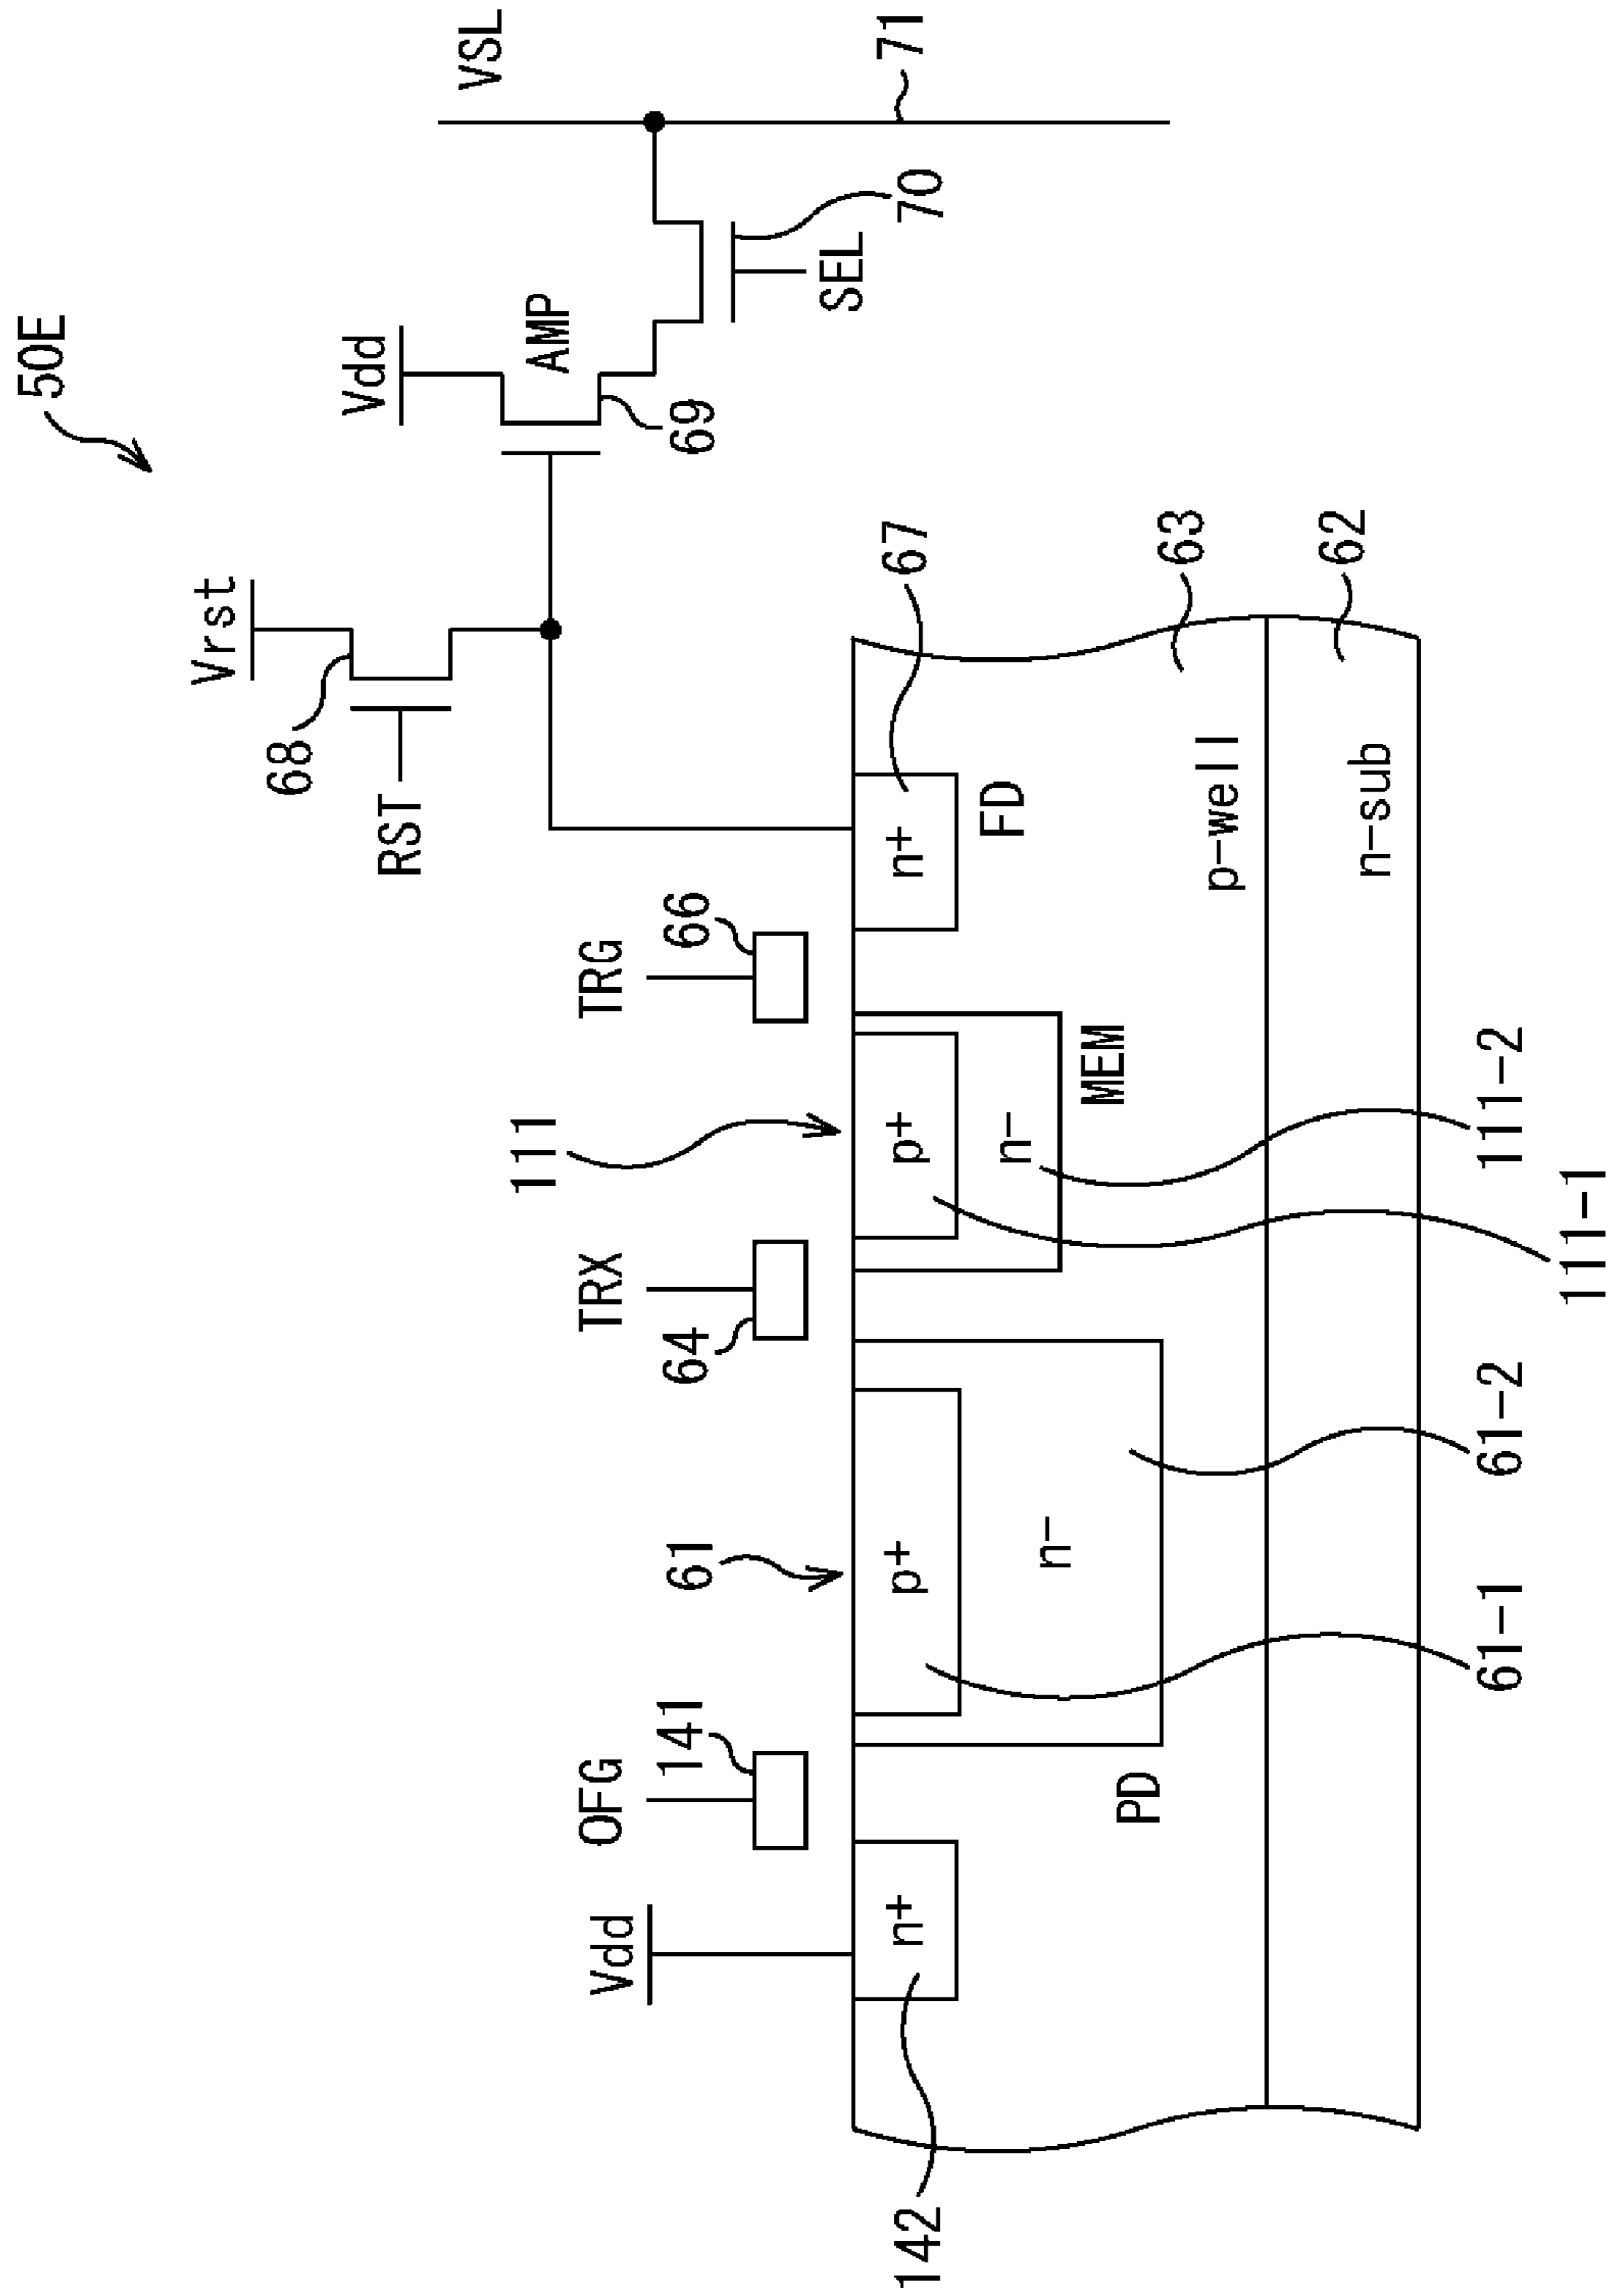 50E
Vdd
VSL
Vrst
AMP
68
69
RST
SEL
70
71
Vdd
OFG
141
61
TRX
64
111
TRG
66
67
n+
p+
p+
n+
n-
n-
MEM
FD
PD
p-well
63
n-sub
62
142
61-1
61-2
111-1
111-2